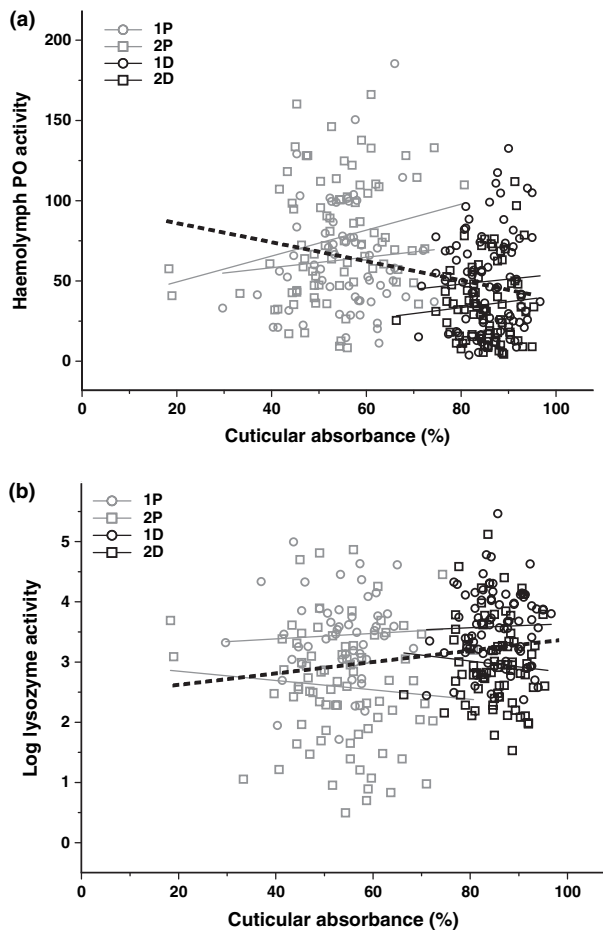 (a)
1P
2P
1D
2D
Haemolymph PO activity
200
150
100
50
0
0 20 40 60 80 100
Cuticular absorbance (%)
(b)
1P
2P
1D
2D
Log lysozyme activity
5
4
3
2
1
0
0 20 40 60 80 100
Cuticular absorbance (%)